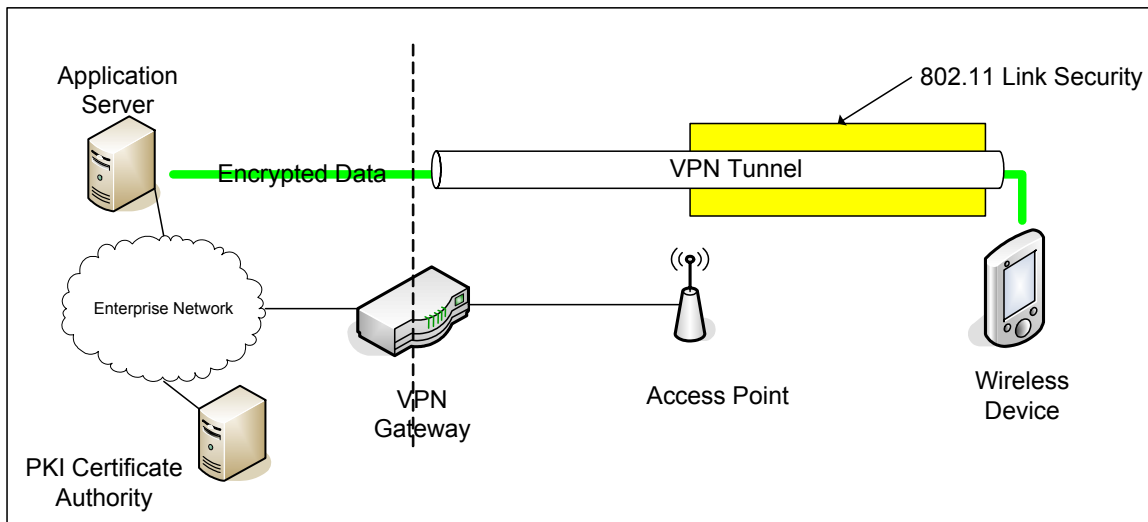 Application
Server
802.11 Link Security
Encrypted Data
VPN Tunnel
Enterprise Network
VPN
Gateway
Access Point
Wireless
Device
PKI Certificate
Authority